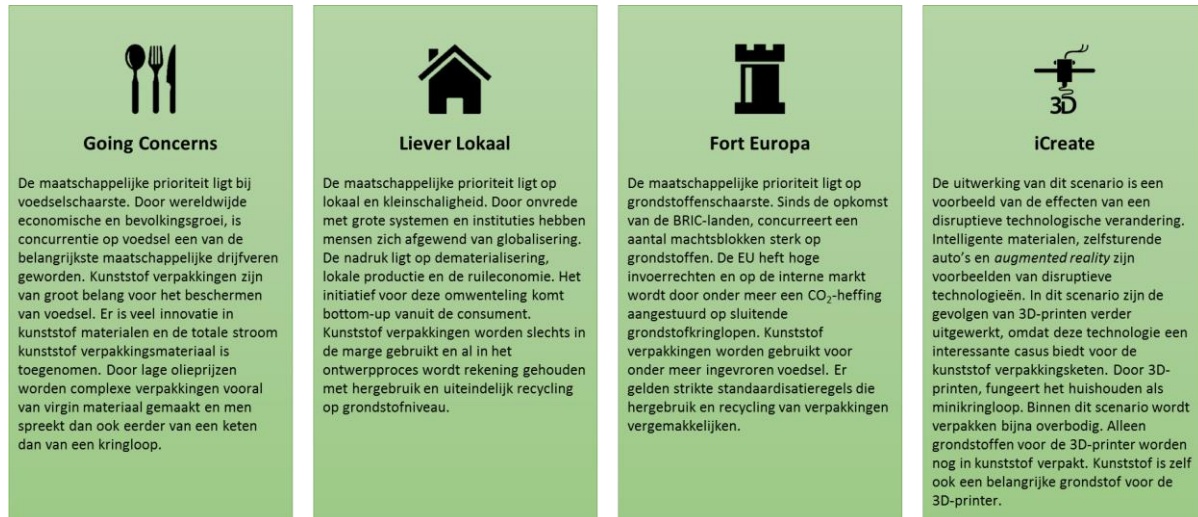 Going Concerns
De maatschappelijke prioriteit ligt bij
voedselschaarste. Door wereldwijde
economische en bevolkingsgroei, is
concurrentie op voedsel een van de
belangrijkste maatschappelijke drijfveren
geworden. Kunststof verpakkingen zijn
van groot belang voor het beschermen
van voedsel. Er is veel innovatie in
kunststof materialen en de totale stroom
kunststof verpakkingsmateriaal is
toegenomen. Door lage olieprijzen
worden complexe verpakkingen vooral
van virgin materiaal gemaakt en men
spreekt dan ook eerder van een keten
dan van een kringloop.
Liever Lokaal
De maatschappelijke prioriteit ligt op
lokaal en kleinschaligheid. Door onvrede
met grote systemen en instituties hebben
mensen zich afgewend van globalisering.
De nadruk ligt op dematerialisering,
lokale productie en de ruileconomie. Het
initiatief voor deze omwenteling komt
bottom-up vanuit de consument.
Kunststof verpakkingen worden slechts in
de marge gebruikt en al in het
ontwerpproces wordt rekening gehouden
met hergebruik en uiteindelijk recycling
op grondstofniveau.
Fort Europa
De maatschappelijke prioriteit ligt op
grondstoffenschaarste. Sinds de opkomst
van de BRIC-landen, concurreert een
aantal machtsblokken sterk op
grondstoffen. De EU heft hoge
invoerrechten en op de interne markt
wordt door onder meer een CO₂-heffing
aangestuurd op sluitende
grondstofkringlopen. Kunststof
verpakkingen worden gebruikt voor
onder meer ingevroren voedsel. Er
gelden strikte standaardisatieregels die
hergebruik en recycling van verpakkingen
vergemakkelijken.
3D
iCreate
De uitwerking van dit scenario is een
voorbeeld van de effecten van een
disruptieve technologische verandering.
Intelligente materialen, zelfsturende
auto's en augmented reality zijn
voorbeelden van disruptieve
technologieën. In dit scenario zijn de
gevolgen van 3D-printen verder
uitgewerkt, omdat deze technologie een
interessante casus biedt voor de
kunststof verpakkingsketen. Door 3D-
printen, fungeert het huishouden als
minikringloop. Binnen dit scenario wordt
verpakken bijna overbodig. Alleen
grondstoffen voor de 3D-printer worden
nog in kunststof verpakt. Kunststof is zelf
ook een belangrijke grondstof voor de
3D-printer.